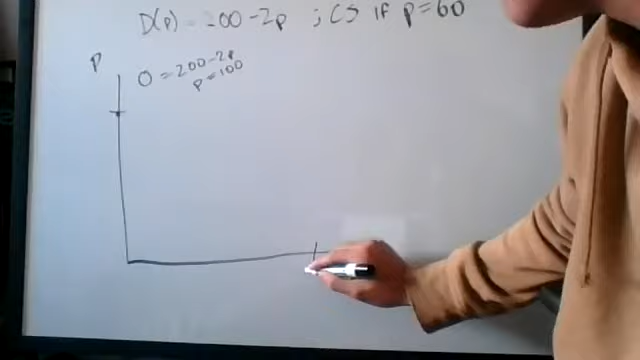 D(p) = 200 - 2p ; CS if p = 60
P
0 = 200 - 2p
p = 100